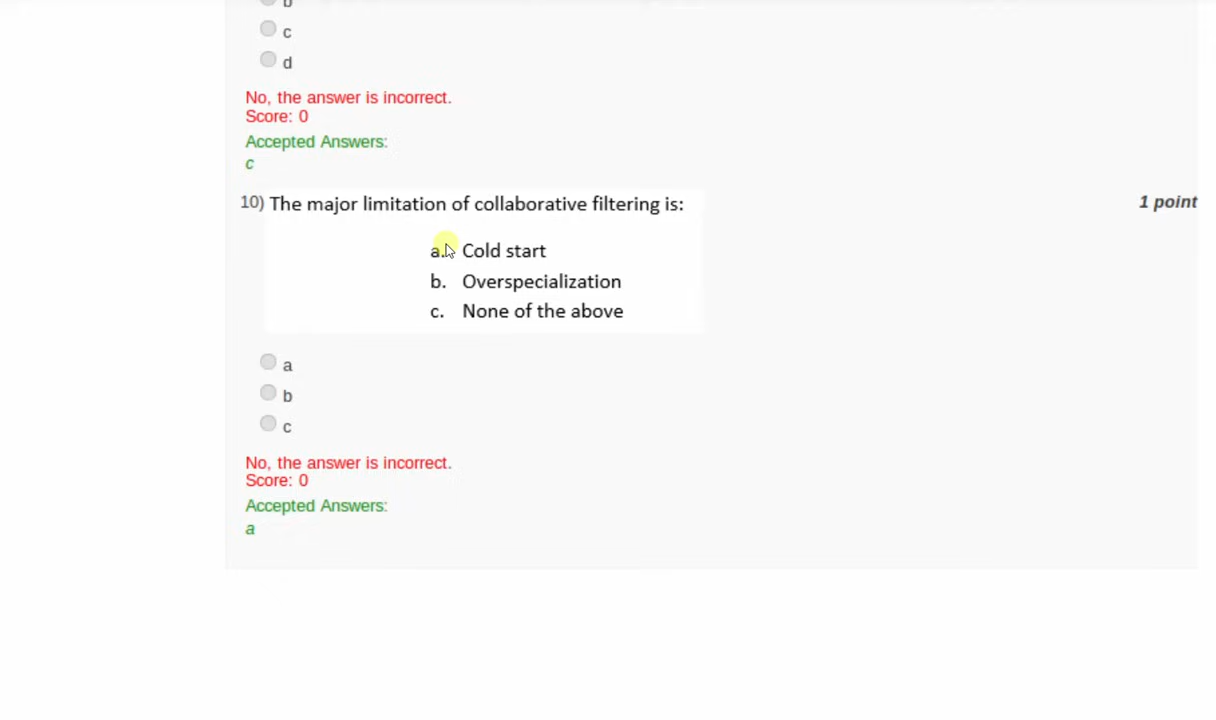 b
c
d
No, the answer is incorrect.
Score: 0
Accepted Answers:
c
10) The major limitation of collaborative filtering is: 1 point
a. Cold start
b. Overspecialization
c. None of the above
a
b
c
No, the answer is incorrect.
Score: 0
Accepted Answers:
a